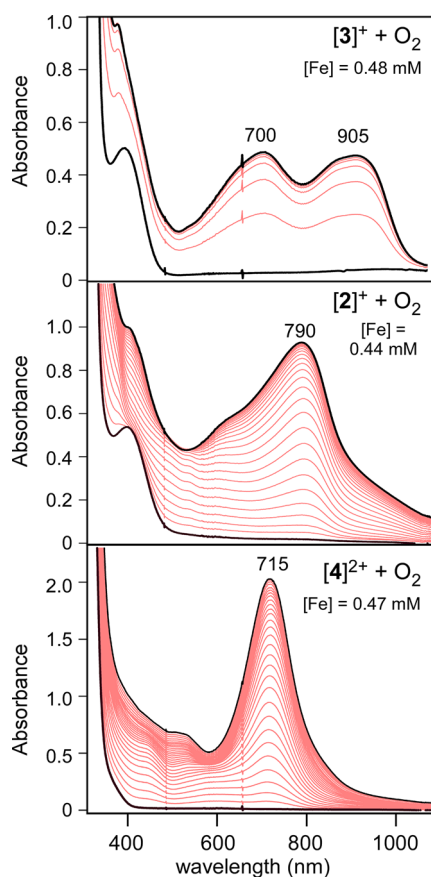 [3]⁺ + O₂
[Fe] = 0.48 mM
700
905
1.0
0.8
0.6
0.4
0.2
0
Absorbance
[2]⁺ + O₂
[Fe] =
0.44 mM
790
1.0
0.8
0.6
0.4
0.2
0
Absorbance
[4]²⁺ + O₂
[Fe] = 0.47 mM
715
2.0
1.5
1.0
0.5
0
Absorbance
400 600 800 1000
wavelength (nm)